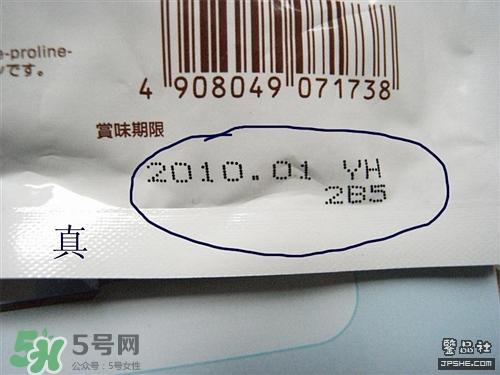 e-proline-
ンです。
4 908049 071738
賞味期限
2010.01 YH
2B5
真
5号网
公众号：5号女性
鑒品社
JPSHE.COM